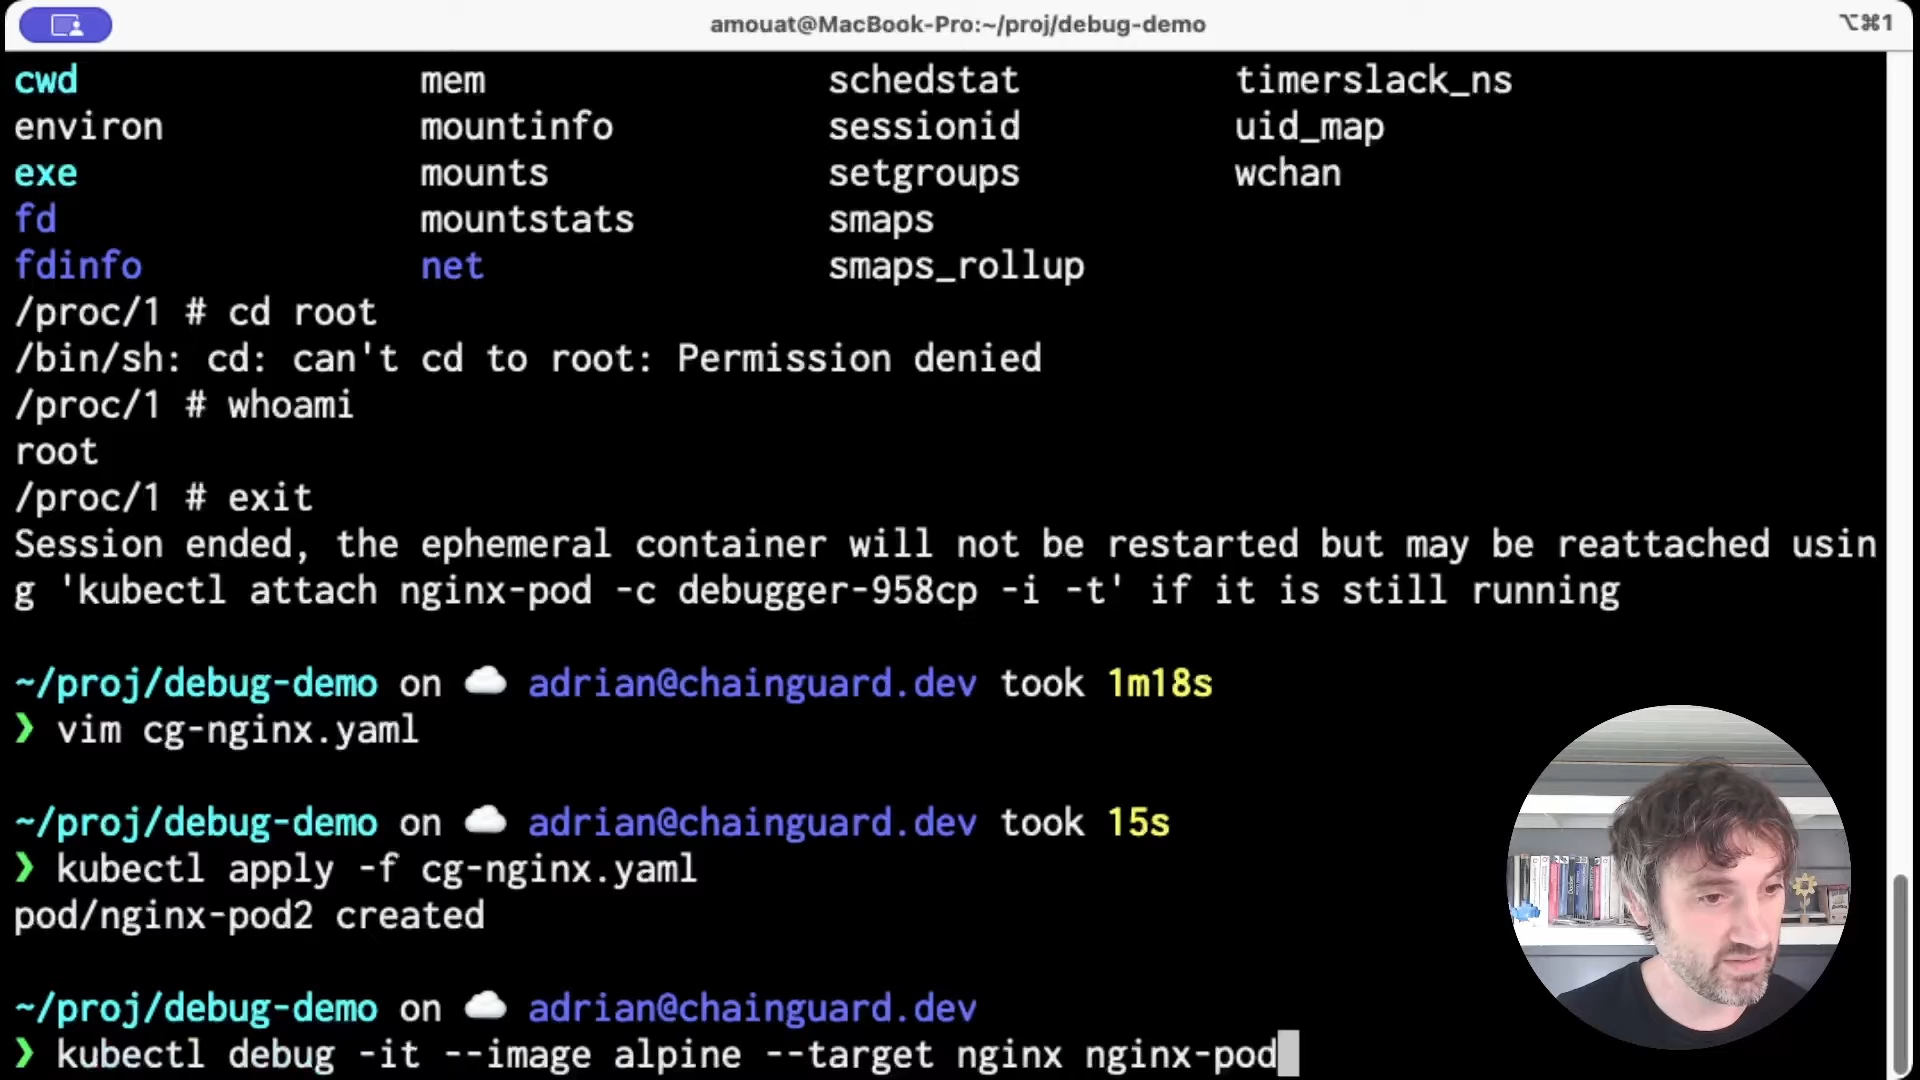 amouat@MacBook-Pro:~/proj/debug-demo ⌥⌘1
cwd mem schedstat timerslack_ns
environ mountinfo sessionid uid_map
exe mounts setgroups wchan
fd mountstats smaps
fdinfo net smaps_rollup
/proc/1 # cd root
/bin/sh: cd: can't cd to root: Permission denied
/proc/1 # whoami
root
/proc/1 # exit
Session ended, the ephemeral container will not be restarted but may be reattached usin
g 'kubectl attach nginx-pod -c debugger-958cp -i -t' if it is still running
~/proj/debug-demo on ☁️ adrian@chainguard.dev took 1m18s
❯ vim cg-nginx.yaml
~/proj/debug-demo on ☁️ adrian@chainguard.dev took 15s
❯ kubectl apply -f cg-nginx.yaml
pod/nginx-pod2 created
~/proj/debug-demo on ☁️ adrian@chainguard.dev
❯ kubectl debug -it --image alpine --target nginx nginx-pod